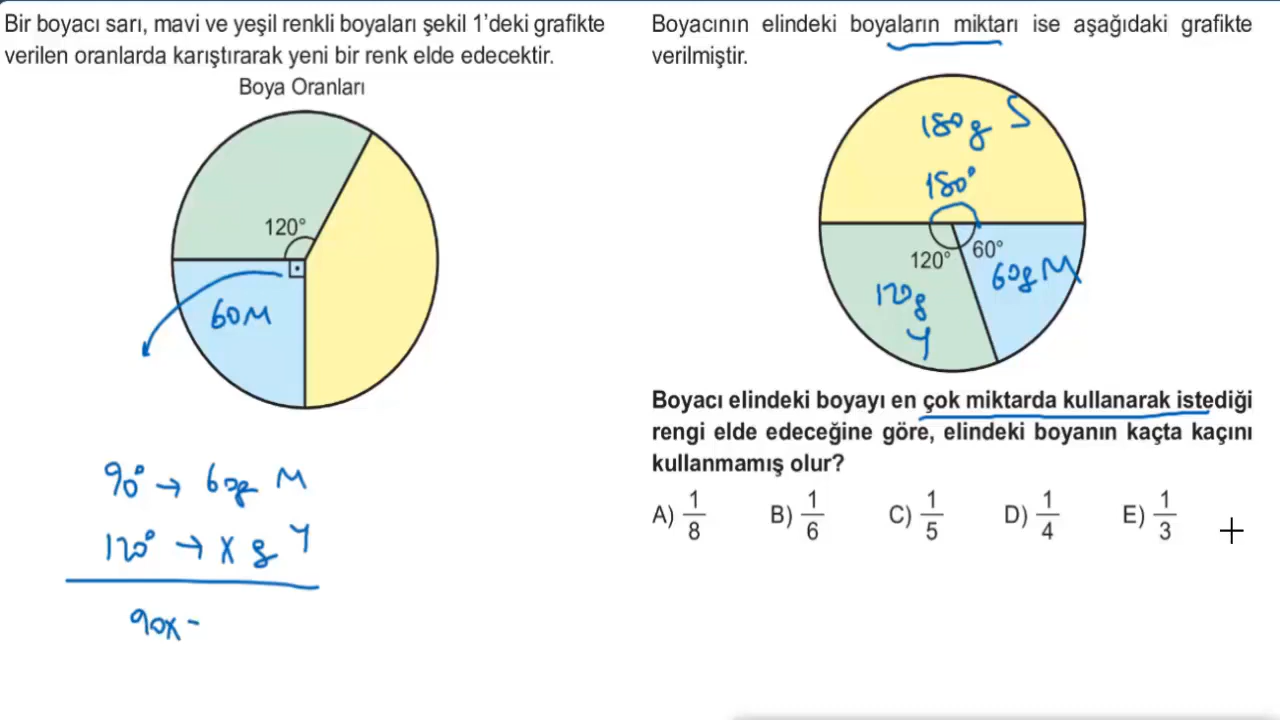 Bir boyacı sarı, mavi ve yeşil renkli boyaları şekil 1'deki grafikte
verilen oranlarda karıştırarak yeni bir renk elde edecektir.
Boya Oranları
120°
60M
90° → 60g M
120° → x g Y
90x =
Boyacının elindeki boyaların miktarı ise aşağıdaki grafikte
verilmiştir.
180g S
180°
120° 60°
120g
Y
60g M
Boyacı elindeki boyayı en çok miktarda kullanarak istediği
rengi elde edeceğine göre, elindeki boyanın kaçta kaçını
kullanmamış olur?
A) 1/8 B) 1/6 C) 1/5 D) 1/4 E) 1/3